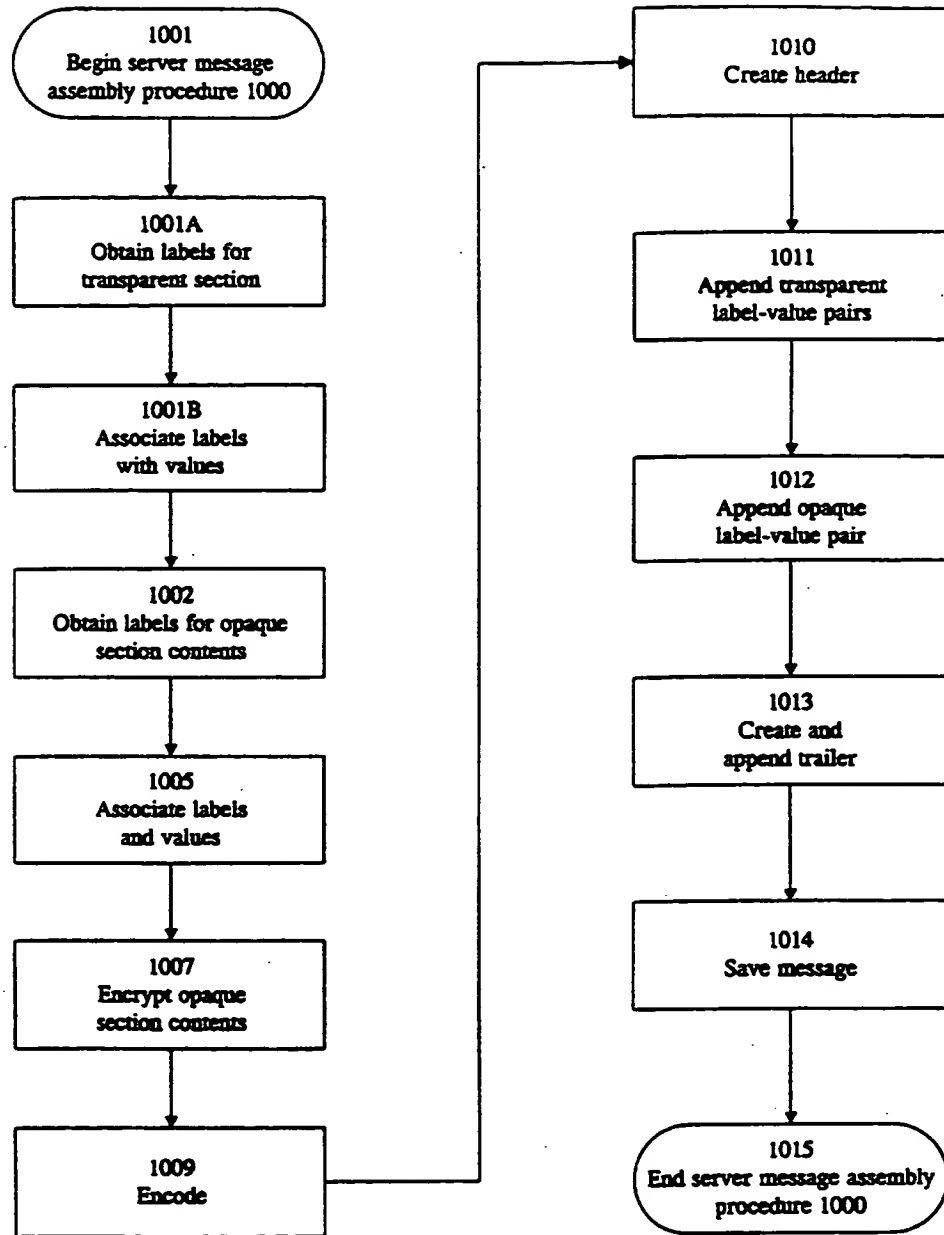 1001
Begin server message
assembly procedure 1000
1001A
Obtain labels for
transparent section
1001B
Associate labels
with values
1002
Obtain labels for opaque
section contents
1005
Associate labels
and values
1007
Encrypt opaque
section contents
1009
Encode
1010
Create header
1011
Append transparent
label-value pairs
1012
Append opaque
label-value pair
1013
Create and
append trailer
1014
Save message
1015
End server message assembly
procedure 1000